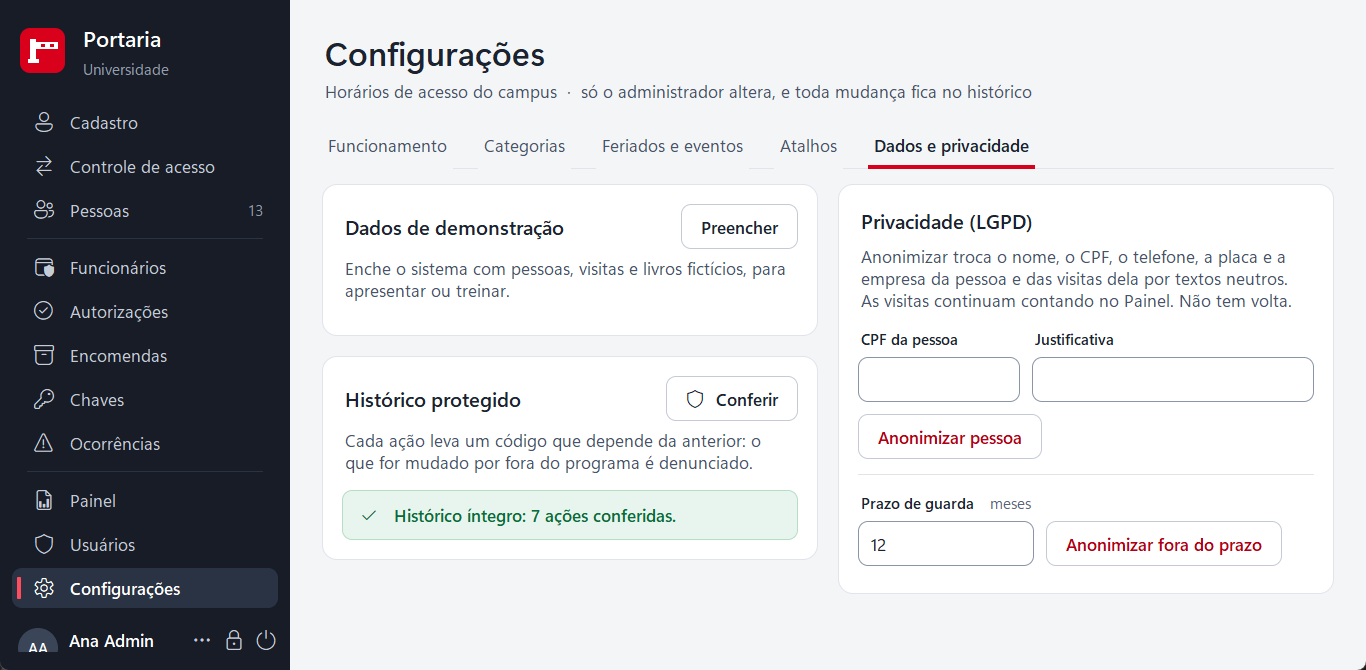 Portaria
Universidade
Cadastro
Controle de acesso
Pessoas 13
Funcionários
Autorizações
Encomendas
Chaves
Ocorrências
Painel
Usuários
Configurações
AA Ana Admin
Configurações
Horários de acesso do campus · só o administrador altera, e toda mudança fica no histórico
Funcionamento Categorias Feriados e eventos Atalhos Dados e privacidade
Dados de demonstração Preencher
Enche o sistema com pessoas, visitas e livros fictícios, para
apresentar ou treinar.
Histórico protegido Conferir
Cada ação leva um código que depende da anterior: o
que for mudado por fora do programa é denunciado.
Histórico íntegro: 7 ações conferidas.
Privacidade (LGPD)
Anonimizar troca o nome, o CPF, o telefone, a placa e a
empresa da pessoa e das visitas dela por textos neutros.
As visitas continuam contando no Painel. Não tem volta.
CPF da pessoa Justificativa
Anonimizar pessoa
Prazo de guarda meses
12 Anonimizar fora do prazo